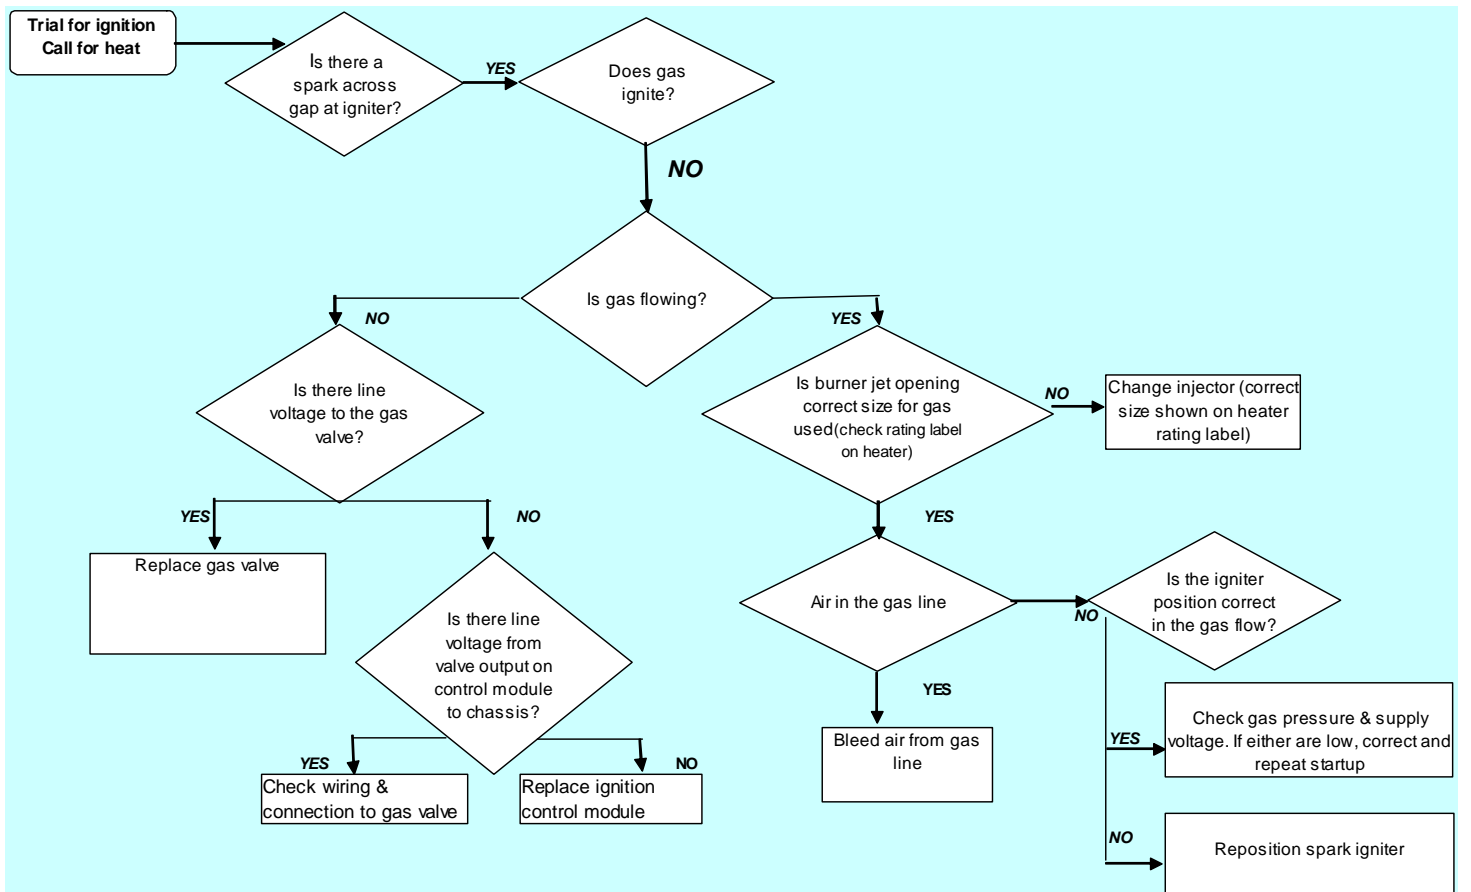 Trial for ignition
Call for heat
Is there a
spark across
gap at igniter?
YES
Does gas
ignite?
NO
Is gas flowing?
NO
YES
Is there line
voltage to the gas
valve?
Is burner jet opening
correct size for gas
used(check rating label
on heater)
NO
Change injector (correct
size shown on heater
rating label)
YES
NO
YES
Replace gas valve
Is there line
voltage from
valve output on
control module
to chassis?
Air in the gas line
NO
Is the igniter
position correct
in the gas flow?
YES
Bleed air from gas
line
YES
Check gas pressure & supply
voltage. If either are low, correct and
repeat startup
YES
Check wiring &
connection to gas valve
NO
Replace ignition
control module
NO
Reposition spark igniter